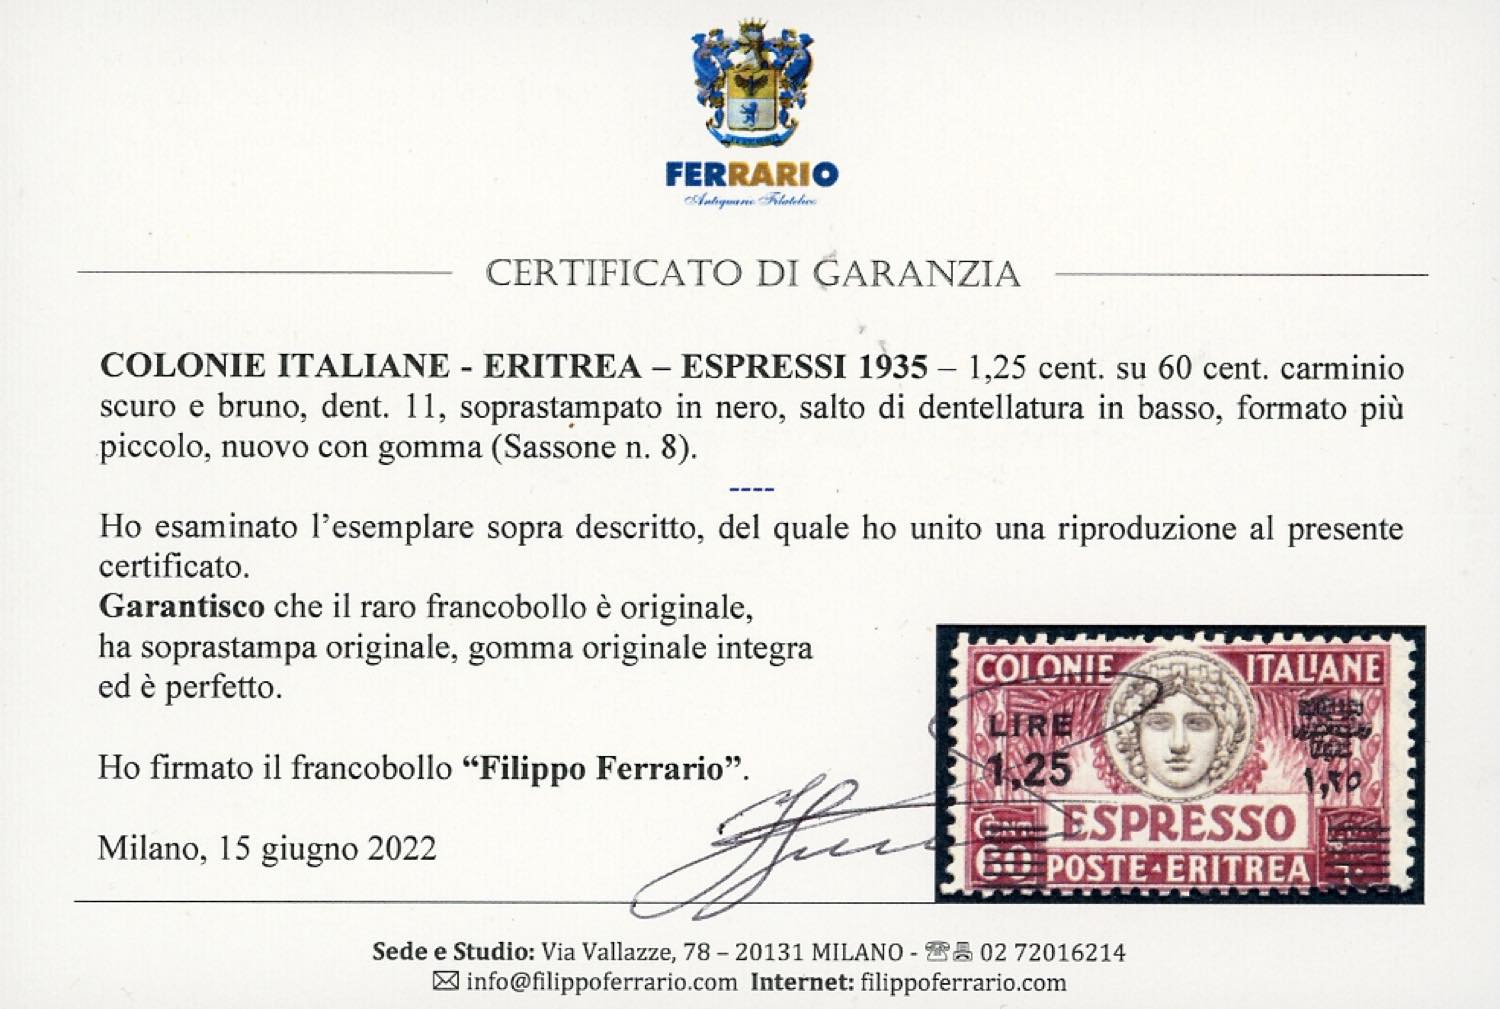 FERRARIO
Antiquario Filatelico
CERTIFICATO DI GARANZIA
COLONIE ITALIANE - ERITREA – ESPRESSI 1935 – 1,25 cent. su 60 cent. carminio
scuro e bruno, dent. 11, soprastampato in nero, salto di dentellatura in basso, formato più
piccolo, nuovo con gomma (Sassone n. 8).
----
Ho esaminato l’esemplare sopra descritto, del quale ho unito una riproduzione al presente
certificato.
Garantisco che il raro francobollo è originale,
ha soprastampa originale, gomma originale integra
ed è perfetto.
Ho firmato il francobollo “Filippo Ferrario”.
Milano, 15 giugno 2022
COLONIE ITALIANE
LIRE
1,25
١,٢٥
CENT
60
ESPRESSO
POSTE·ERITREA
Sede e Studio: Via Vallazze, 78 – 20131 MILANO - 02 72016214
info@filippoferrario.com Internet: filippoferrario.com